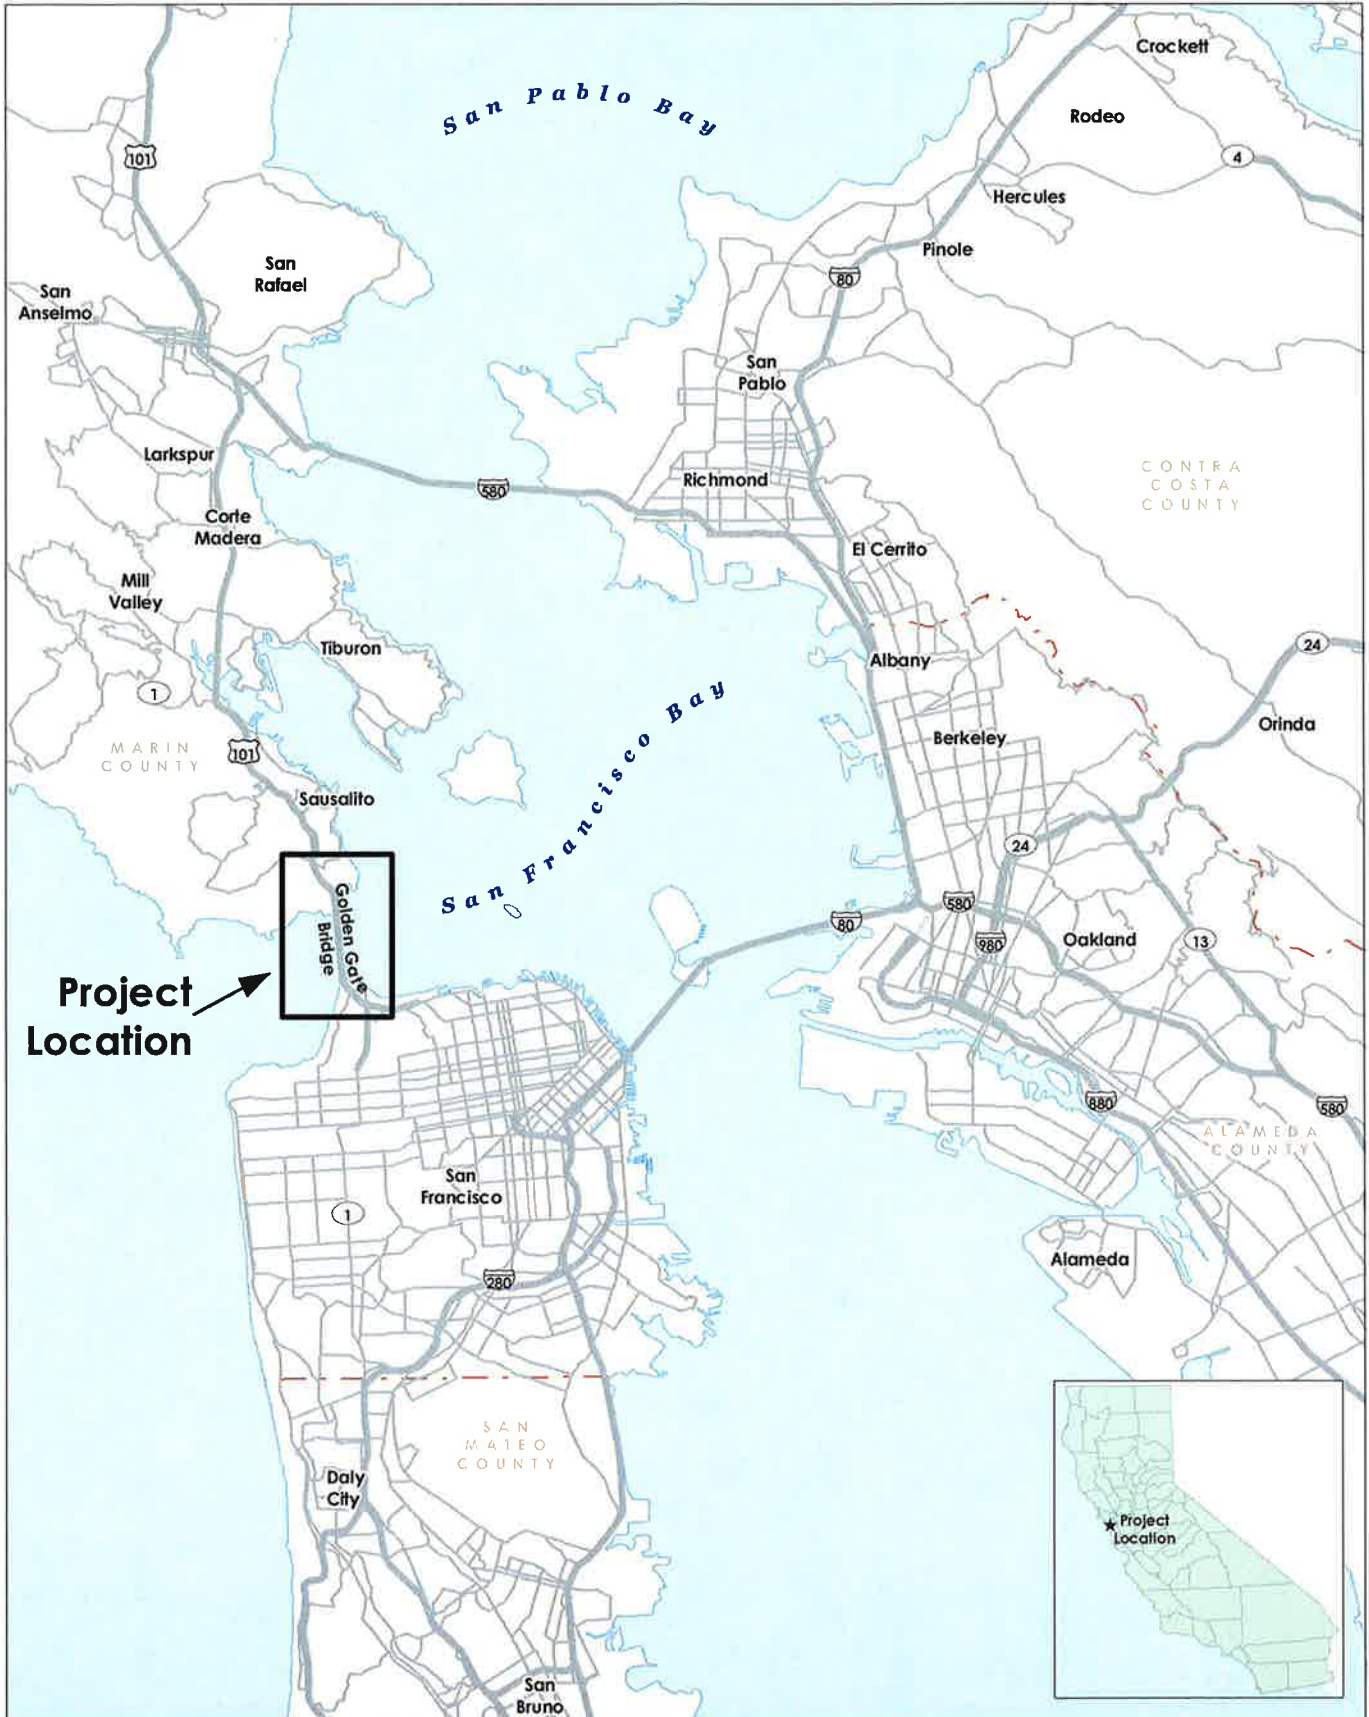 Crockett
San Pablo Bay
Rodeo
101
4
Hercules
Pinole
San
Rafael
80
San
Anselmo
San
Pablo
Larkspur
CONTRA
COSTA
COUNTY
Richmond
580
Corte
Madera
El Cerrito
Mill
Valley
Tiburon
24
Albany
1
San Francisco Bay
Orinda
MARIN
COUNTY
101
Berkeley
Sausalito
24
Golden Gate
Bridge
580
80
980
Oakland
13
Project
Location
880
580
ALAMEDA
COUNTY
San
Francisco
1
Alameda
280
SAN
MATEO
COUNTY
Daly
City
Project
Location
San
Bruno